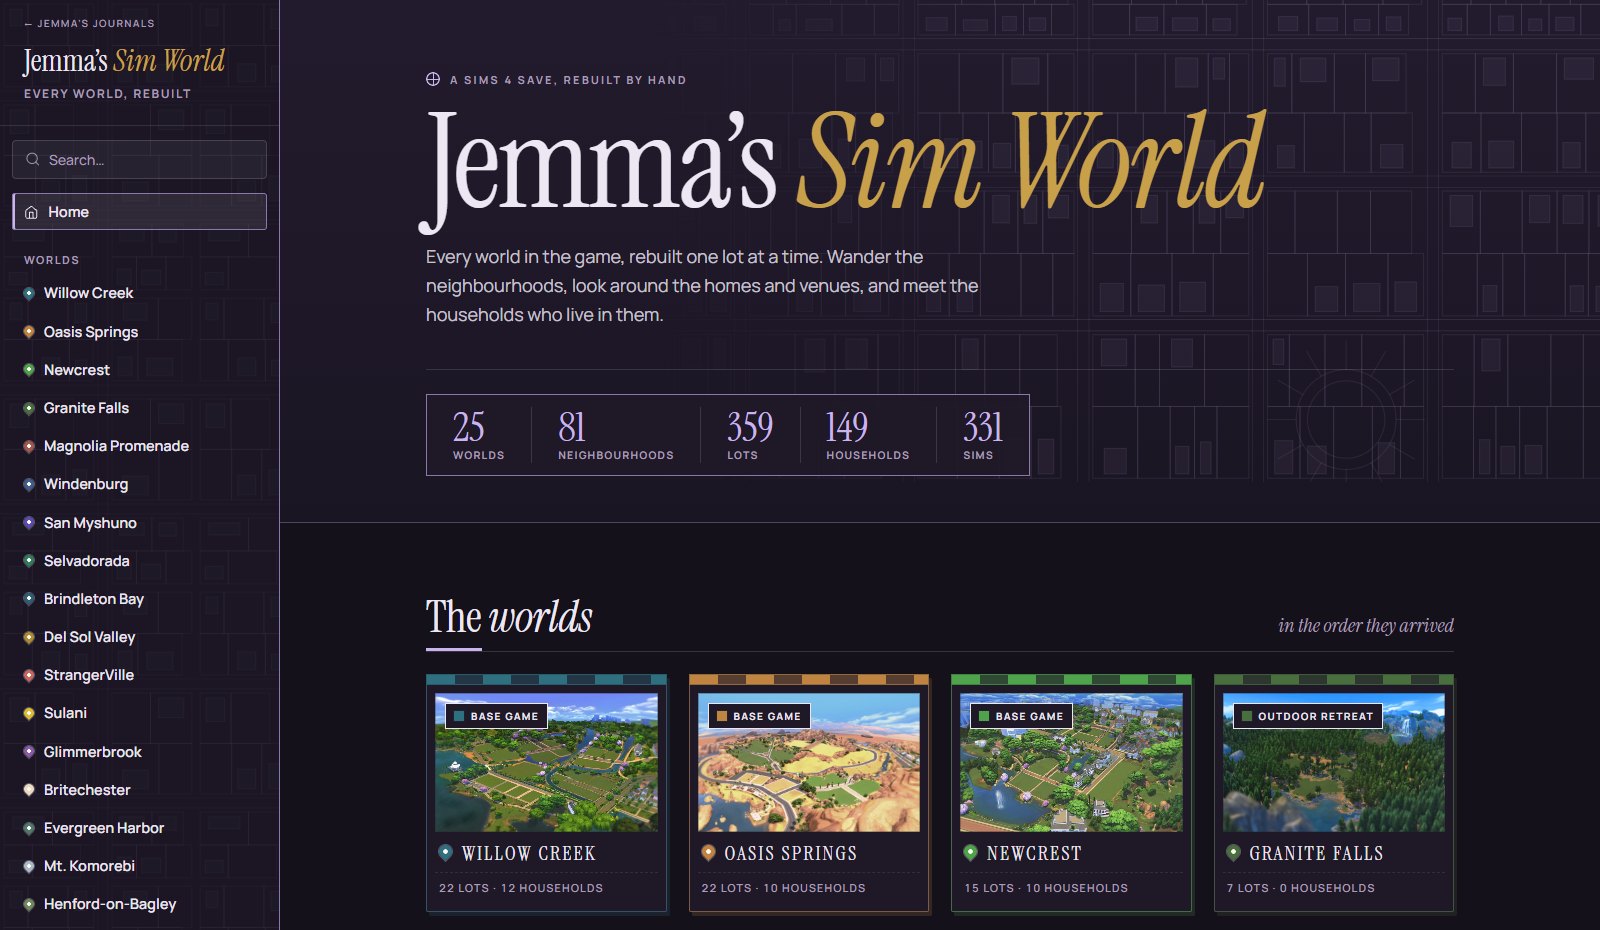 ← JEMMA'S JOURNALS
Jemma's Sim World
EVERY WORLD, REBUILT
Search...
Home
WORLDS
Willow Creek
Oasis Springs
Newcrest
Granite Falls
Magnolia Promenade
Windenburg
San Myshuno
Selvadorada
Brindleton Bay
Del Sol Valley
StrangerVille
Sulani
Glimmerbrook
Britechester
Evergreen Harbor
Mt. Komorebi
Henford-on-Bagley
A SIMS 4 SAVE, REBUILT BY HAND
Jemma's Sim World
Every world in the game, rebuilt one lot at a time. Wander the
neighbourhoods, look around the homes and venues, and meet the
households who live in them.
25 81 359 149 331
WORLDS NEIGHBOURHOODS LOTS HOUSEHOLDS SIMS
The worlds
in the order they arrived
BASE GAME
WILLOW CREEK
22 LOTS · 12 HOUSEHOLDS
BASE GAME
OASIS SPRINGS
22 LOTS · 10 HOUSEHOLDS
BASE GAME
NEWCREST
15 LOTS · 10 HOUSEHOLDS
OUTDOOR RETREAT
GRANITE FALLS
7 LOTS · 0 HOUSEHOLDS